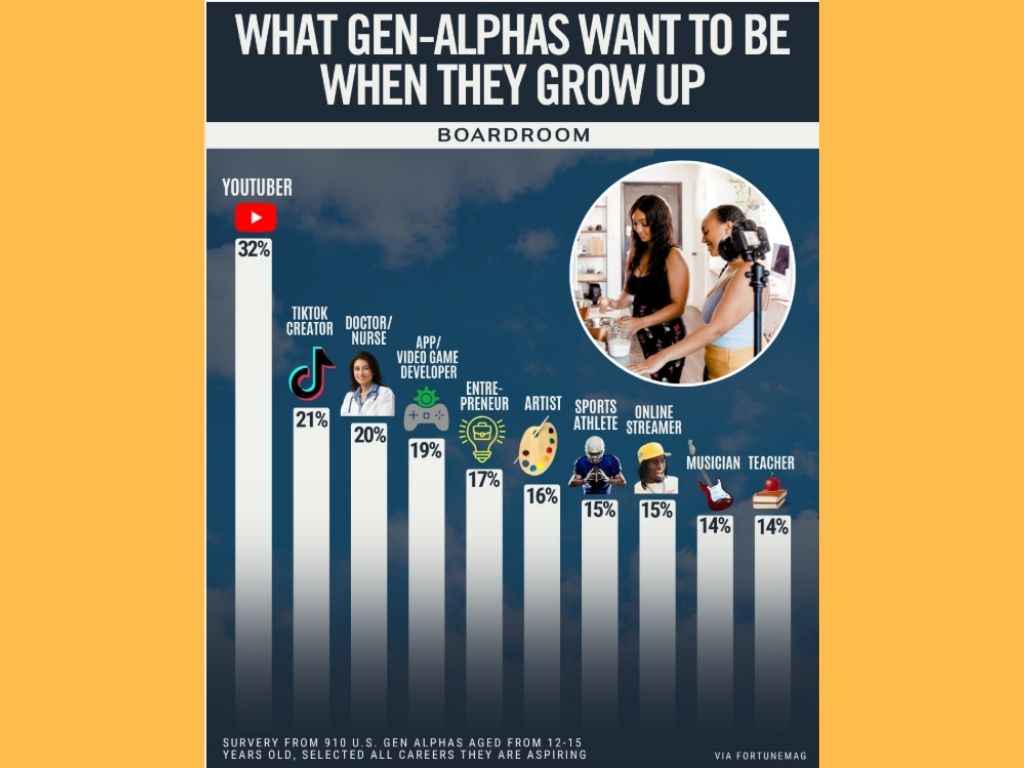 WHAT GEN-ALPHAS WANT TO BE
WHEN THEY GROW UP
BOARDROOM
YOUTUBER
32%
TIKTOK
CREATOR
21%
DOCTOR/
NURSE
20%
APP/
VIDEO GAME
DEVELOPER
19%
ENTRE-
PRENEUR
17%
ARTIST
16%
SPORTS
ATHLETE
15%
ONLINE
STREAMER
15%
MUSICIAN
14%
TEACHER
14%
SURVERY FROM 910 U.S. GEN ALPHAS AGED FROM 12-15
YEARS OLD, SELECTED ALL CAREERS THEY ARE ASPIRING
VIA FORTUNEMAG